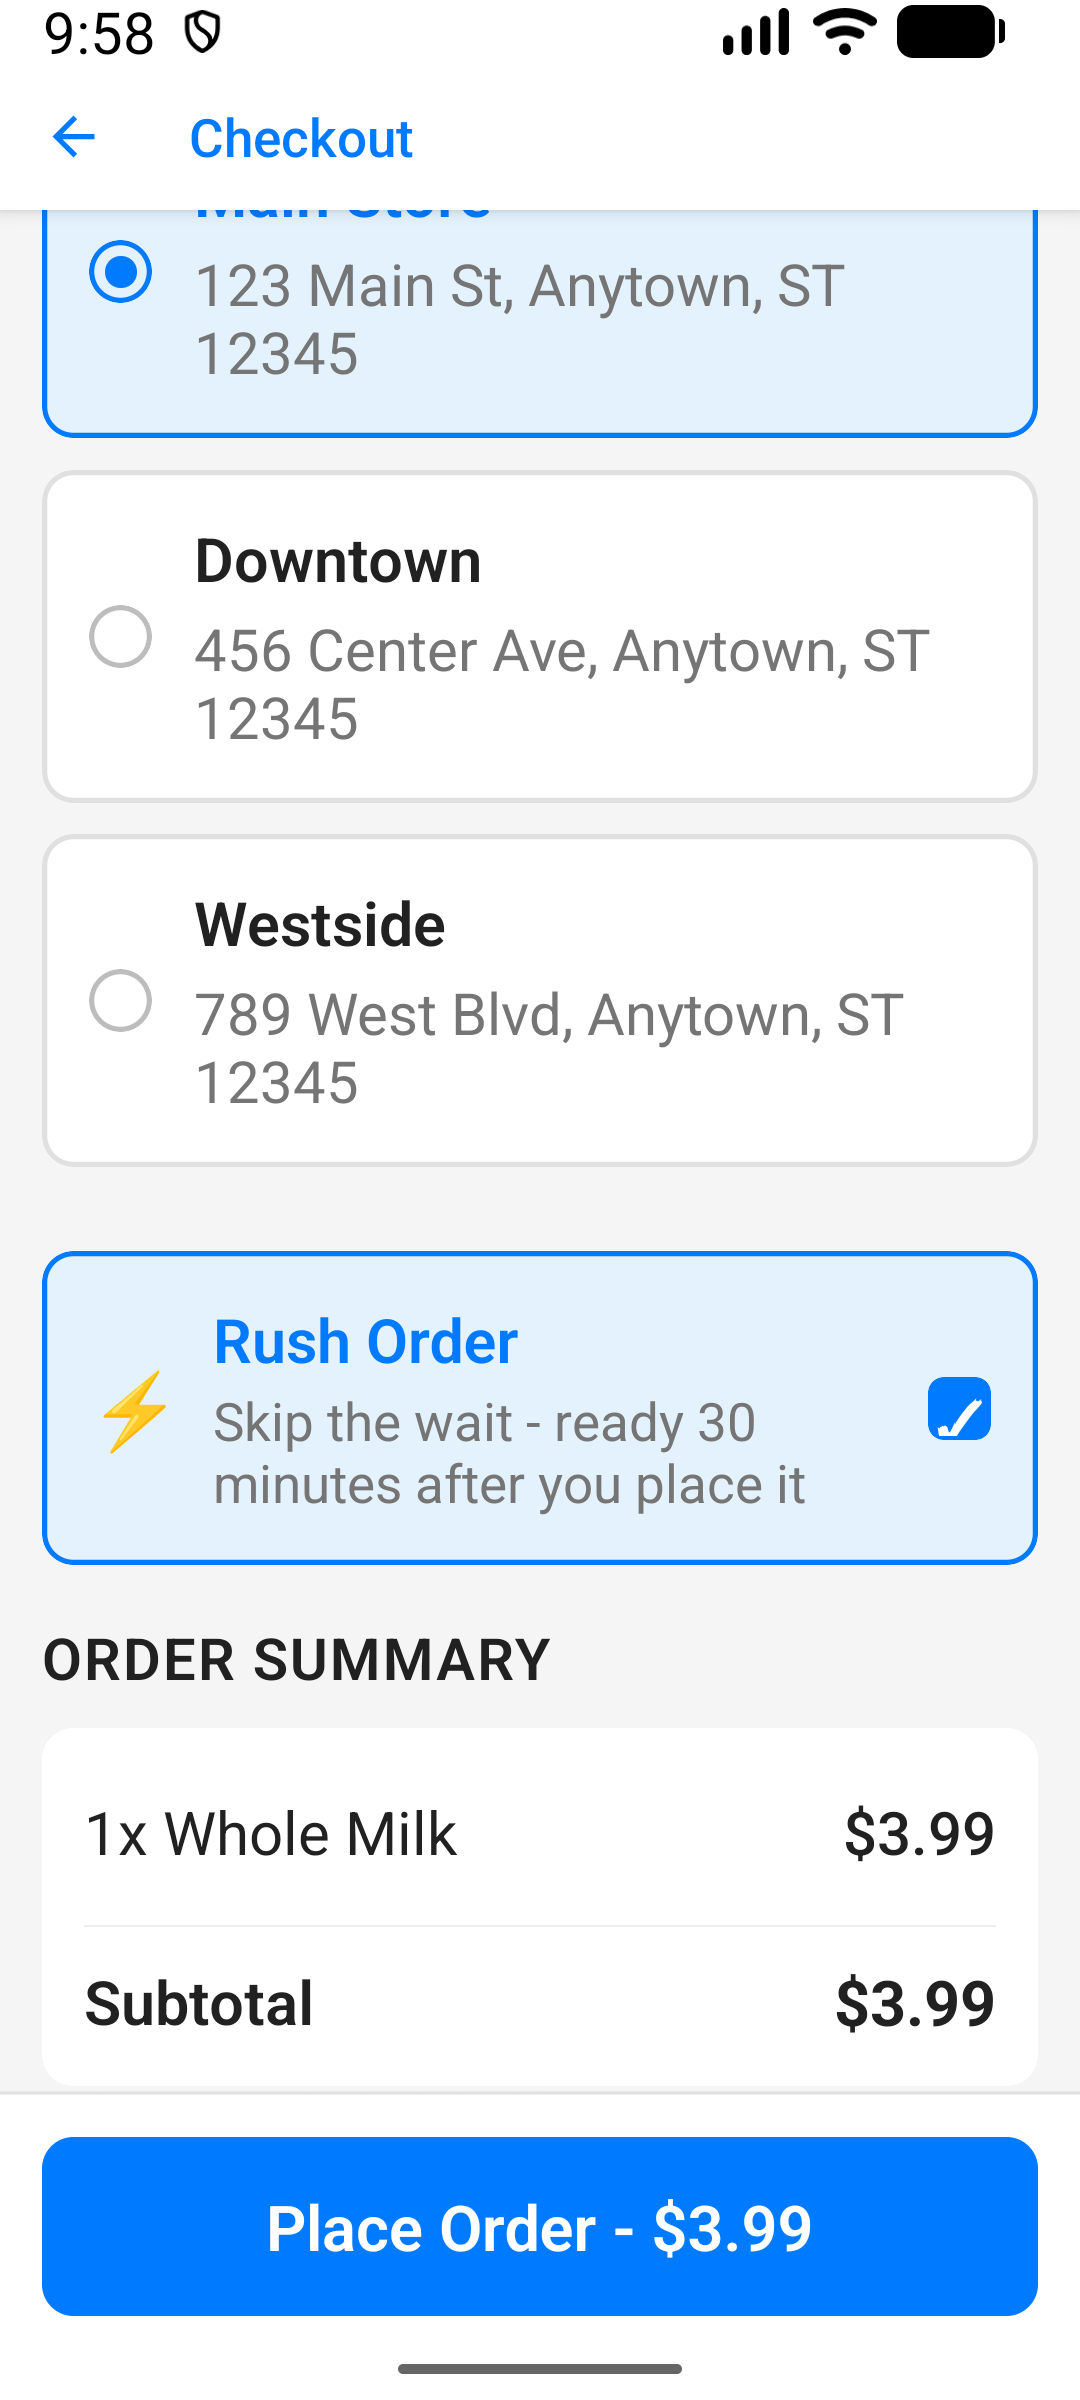 9:58
Checkout
Main Store
123 Main St, Anytown, ST
12345
Downtown
456 Center Ave, Anytown, ST
12345
Westside
789 West Blvd, Anytown, ST
12345
Rush Order
Skip the wait - ready 30
minutes after you place it
ORDER SUMMARY
1x Whole Milk $3.99
Subtotal $3.99
Place Order - $3.99